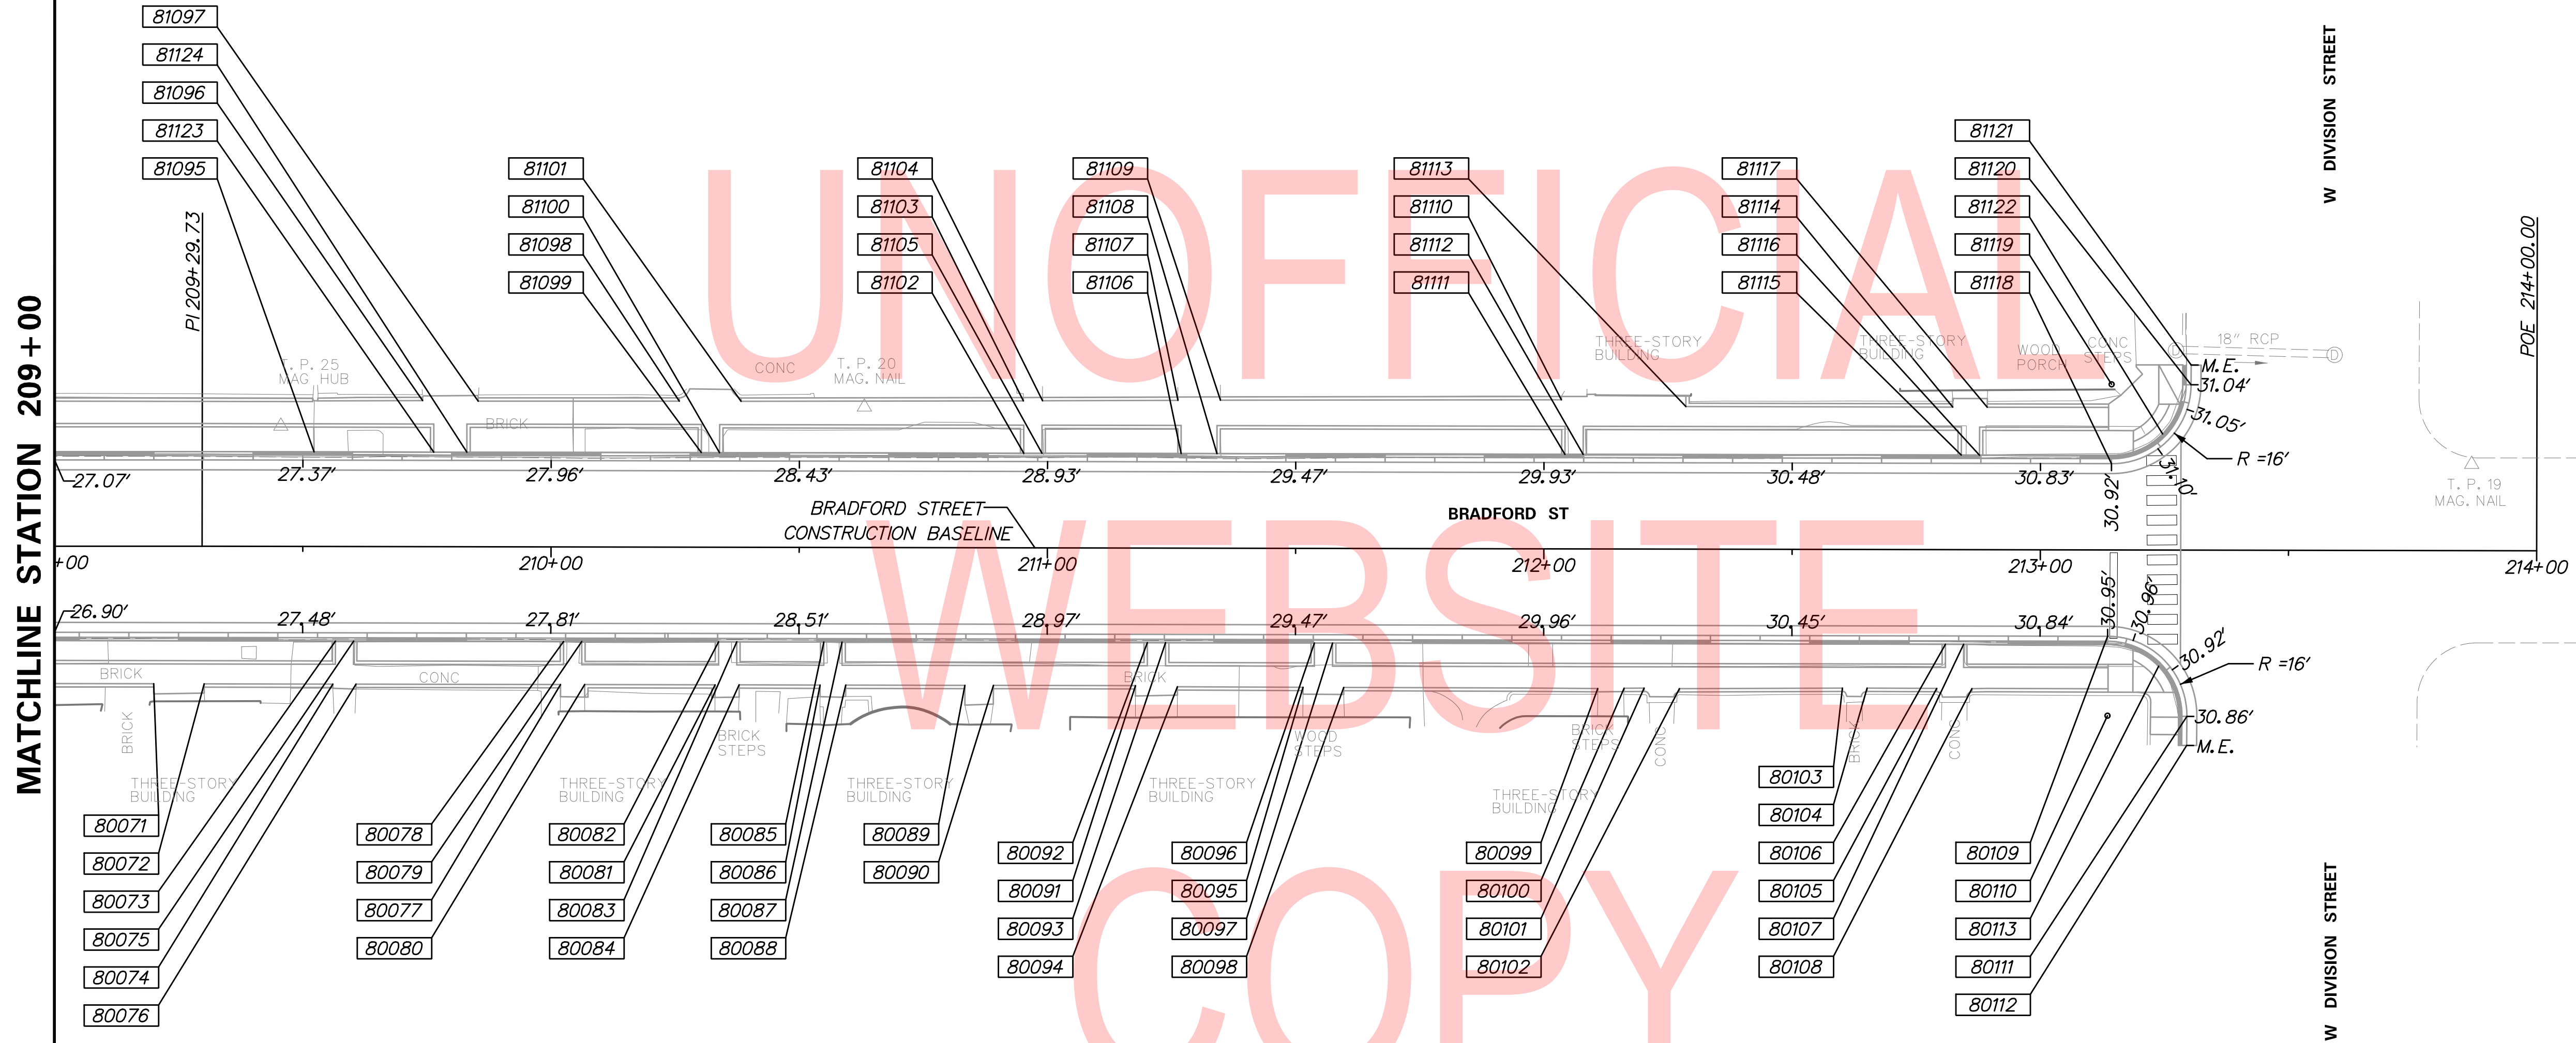 MATCHLINE STATION 209+00
81097
81124
81096
81123
81095
PI 209+29.73
81101
81100
81098
81099
81104
81103
81105
81102
81109
81108
81107
81106
81113
81110
81112
81111
81117
81114
81116
81115
81121
81120
81122
81119
81118
W DIVISION STREET
POE 214+00.00
UNOFFICIAL
WEBSITE
COPY
T.P. 25
MAG HUB
CONC
T.P. 20
MAG. NAIL
BRICK
THREE-STORY
BUILDING
THREE-STORY
BUILDING
WOOD
PORCH
CONC
STEPS
D
18" RCP
D
M.E.
31.04'
31.05'
R =16'
31.10'
T.P. 19
MAG. NAIL
27.07'
27.37'
27.96'
28.43'
28.93'
29.47'
29.93'
30.48'
30.83'
30.92'
BRADFORD STREET
CONSTRUCTION BASELINE
BRADFORD ST
+00
210+00
211+00
212+00
213+00
214+00
26.90'
27.48'
27.81'
28.51'
28.97'
29.47'
29.96'
30.45'
30.84'
30.95'
30.96'
30.92'
R =16'
30.86'
M.E.
BRICK
CONC
BRICK
BRICK
BRICK
STEPS
WOOD
STEPS
BRICK
STEPS
CONC
BRICK
CONC
THREE-STORY
BUILDING
THREE-STORY
BUILDING
THREE-STORY
BUILDING
THREE-STORY
BUILDING
THREE-STORY
BUILDING
80071
80072
80073
80075
80074
80076
80078
80079
80077
80080
80082
80081
80083
80084
80085
80086
80087
80088
80089
80090
80092
80091
80093
80094
80096
80095
80097
80098
80099
80100
80101
80102
80103
80104
80106
80105
80107
80108
80109
80110
80113
80111
80112
W DIVISION STREET